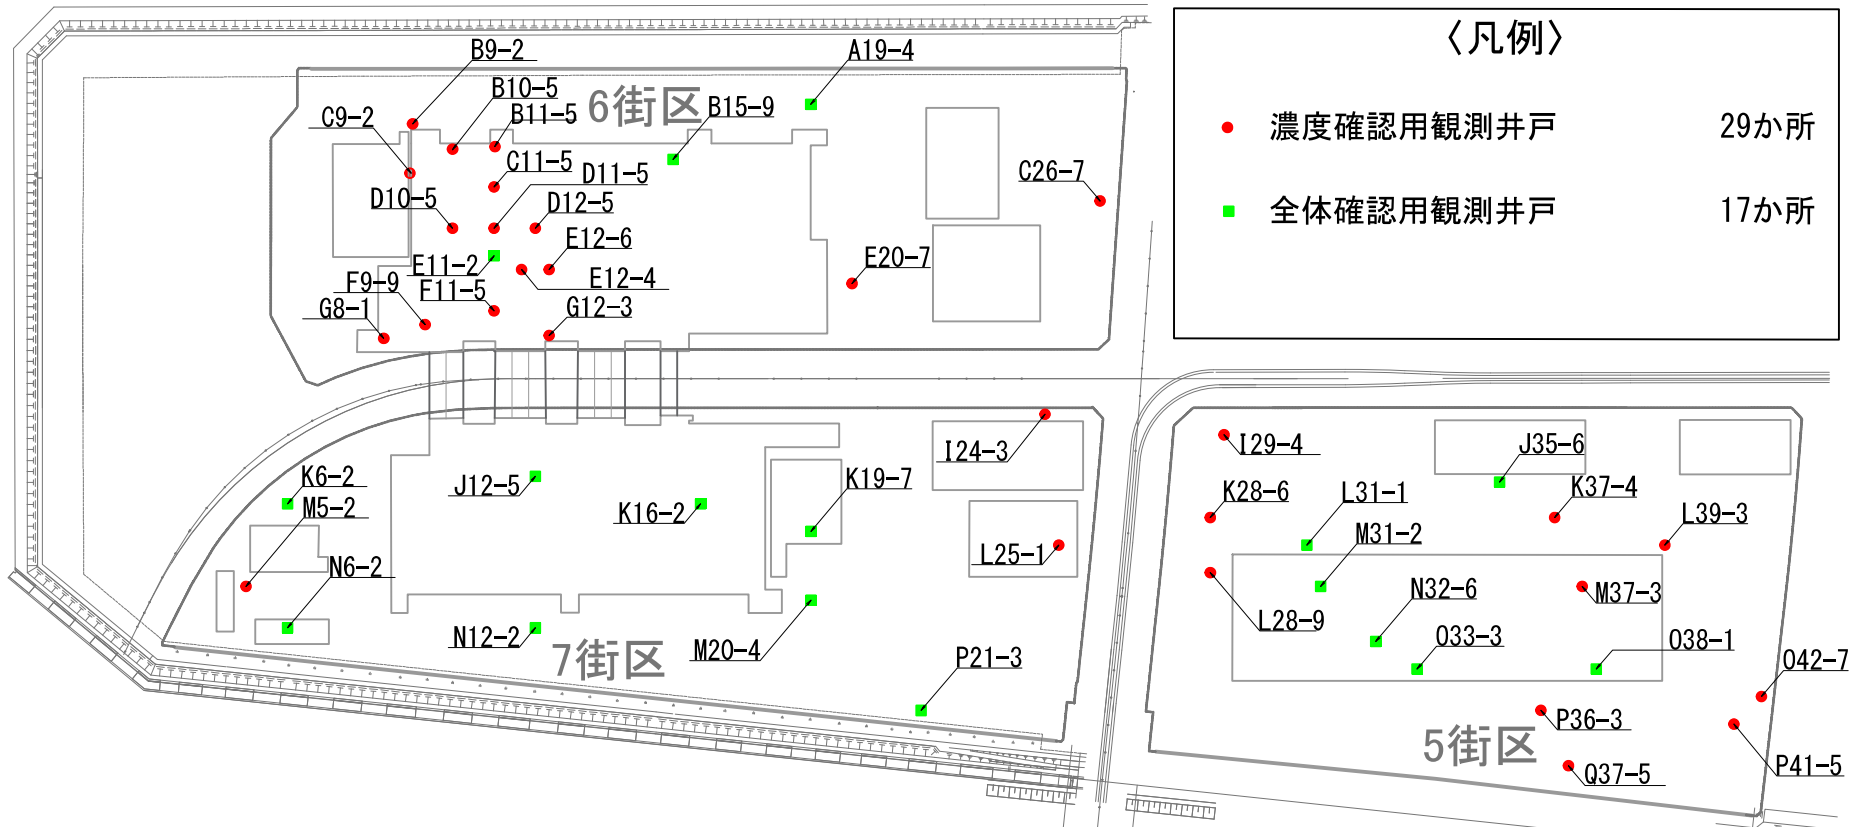 〈凡例〉
濃度確認用観測井戸 29か所
全体確認用観測井戸 17か所
6街区
B9-2
A19-4
B10-5
B11-5
B15-9
C9-2
C11-5
D11-5
C26-7
D10-5
D12-5
E12-6
E11-2
E20-7
E12-4
F9-9
F11-5
G8-1
G12-3
7街区
I24-3
K6-2
J12-5
K19-7
M5-2
K16-2
L25-1
N6-2
N12-2
M20-4
P21-3
5街区
I29-4
J35-6
K28-6
L31-1
K37-4
M31-2
L39-3
N32-6
M37-3
L28-9
O33-3
O38-1
O42-7
P36-3
P41-5
Q37-5